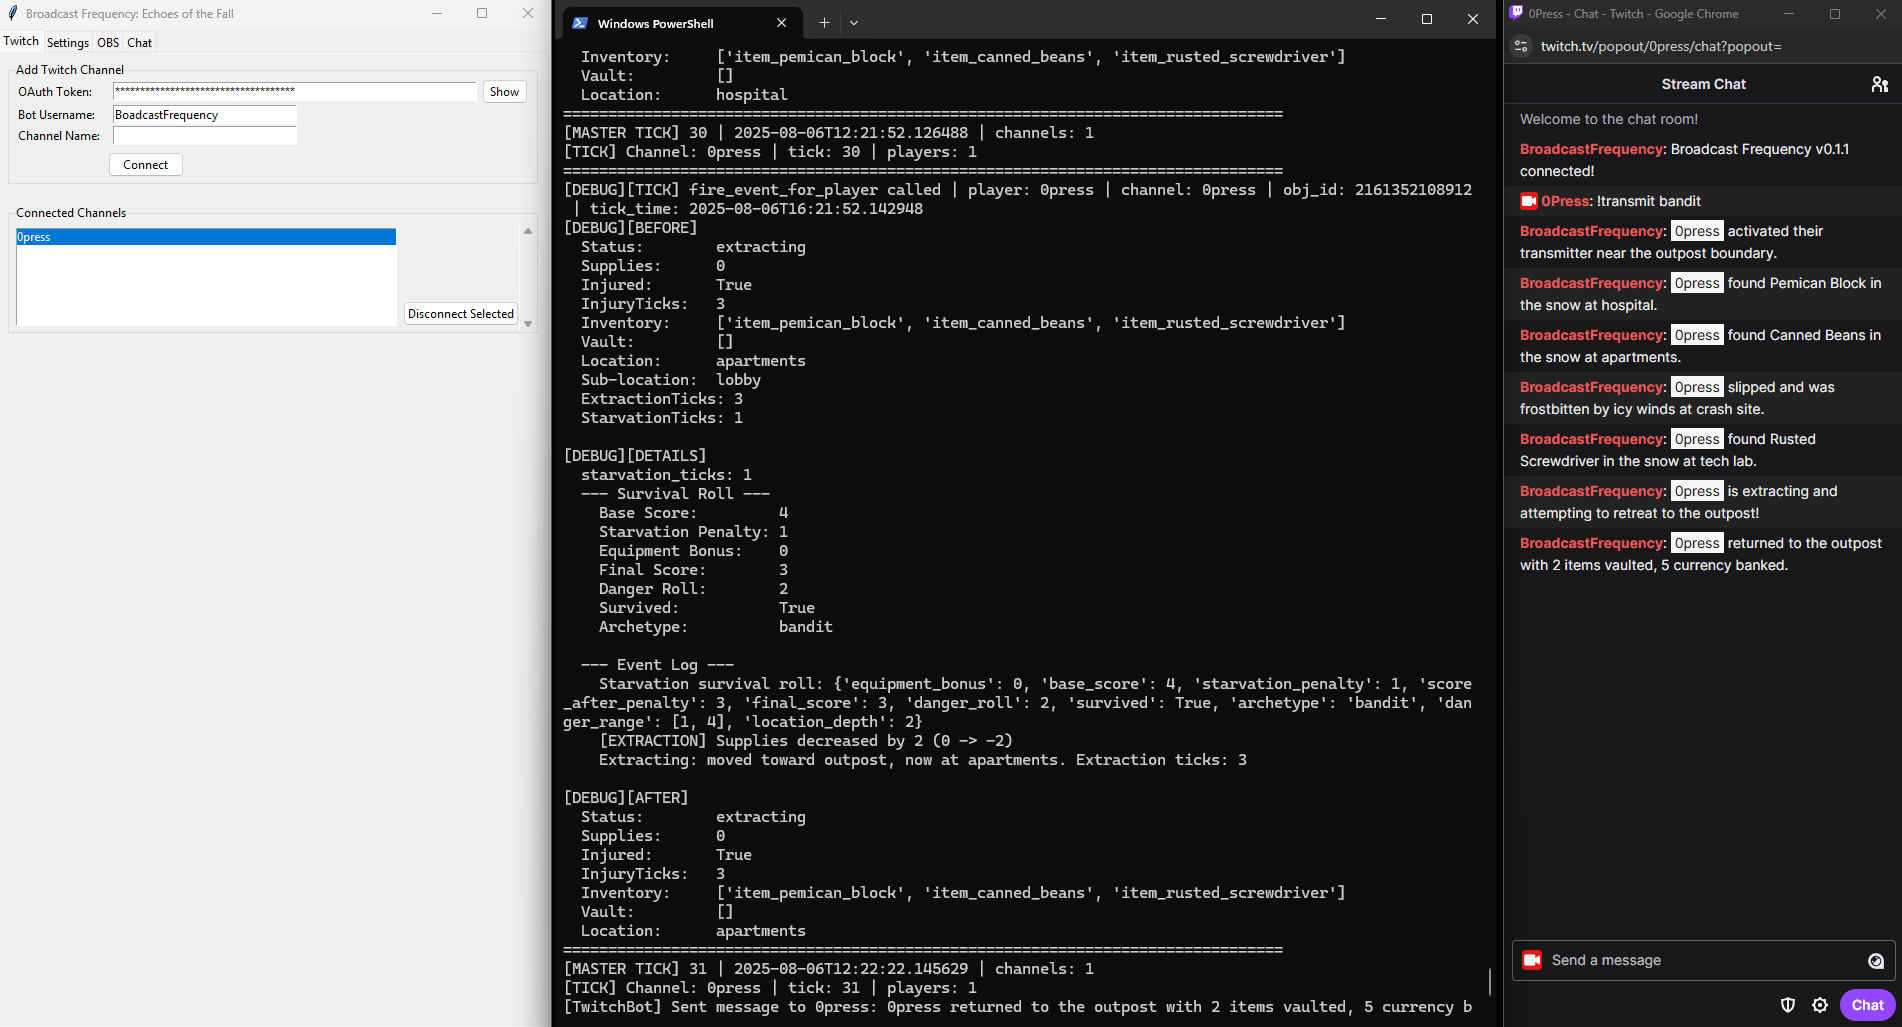 Broadcast Frequency: Echoes of the Fall
Twitch Settings OBS Chat
Add Twitch Channel
OAuth Token: ************************************ Show
Bot Username: BoadcastFrequency
Channel Name:
Connect
Connected Channels
0press
Disconnect Selected
Windows PowerShell
Inventory: ['item_pemican_block', 'item_canned_beans', 'item_rusted_screwdriver']
Vault: []
Location: hospital
================================================================================
[MASTER TICK] 30 | 2025-08-06T12:21:52.126488 | channels: 1
[TICK] Channel: 0press | tick: 30 | players: 1
================================================================================
[DEBUG][TICK] fire_event_for_player called | player: 0press | channel: 0press | obj_id: 2161352108912
| tick_time: 2025-08-06T16:21:52.142948
[DEBUG][BEFORE]
Status: extracting
Supplies: 0
Injured: True
InjuryTicks: 3
Inventory: ['item_pemican_block', 'item_canned_beans', 'item_rusted_screwdriver']
Vault: []
Location: apartments
Sub-location: lobby
ExtractionTicks: 3
StarvationTicks: 1
[DEBUG][DETAILS]
starvation_ticks: 1
--- Survival Roll ---
Base Score: 4
Starvation Penalty: 1
Equipment Bonus: 0
Final Score: 3
Danger Roll: 2
Survived: True
Archetype: bandit
--- Event Log ---
Starvation survival roll: {'equipment_bonus': 0, 'base_score': 4, 'starvation_penalty': 1, 'score
_after_penalty': 3, 'final_score': 3, 'danger_roll': 2, 'survived': True, 'archetype': 'bandit', 'dan
ger_range': [1, 4], 'location_depth': 2}
[EXTRACTION] Supplies decreased by 2 (0 -> -2)
Extracting: moved toward outpost, now at apartments. Extraction ticks: 3
[DEBUG][AFTER]
Status: extracting
Supplies: 0
Injured: True
InjuryTicks: 3
Inventory: ['item_pemican_block', 'item_canned_beans', 'item_rusted_screwdriver']
Vault: []
Location: apartments
================================================================================
[MASTER TICK] 31 | 2025-08-06T12:22:22.145629 | channels: 1
[TICK] Channel: 0press | tick: 31 | players: 1
[TwitchBot] Sent message to 0press: 0press returned to the outpost with 2 items vaulted, 5 currency b
0Press - Chat - Twitch - Google Chrome
twitch.tv/popout/0press/chat?popout=
Stream Chat
Welcome to the chat room!
BroadcastFrequency: Broadcast Frequency v0.1.1
connected!
0Press: !transmit bandit
BroadcastFrequency: 0press activated their
transmitter near the outpost boundary.
BroadcastFrequency: 0press found Pemican Block in
the snow at hospital.
BroadcastFrequency: 0press found Canned Beans in
the snow at apartments.
BroadcastFrequency: 0press slipped and was
frostbitten by icy winds at crash site.
BroadcastFrequency: 0press found Rusted
Screwdriver in the snow at tech lab.
BroadcastFrequency: 0press is extracting and
attempting to retreat to the outpost!
BroadcastFrequency: 0press returned to the outpost
with 2 items vaulted, 5 currency banked.
Send a message
Chat